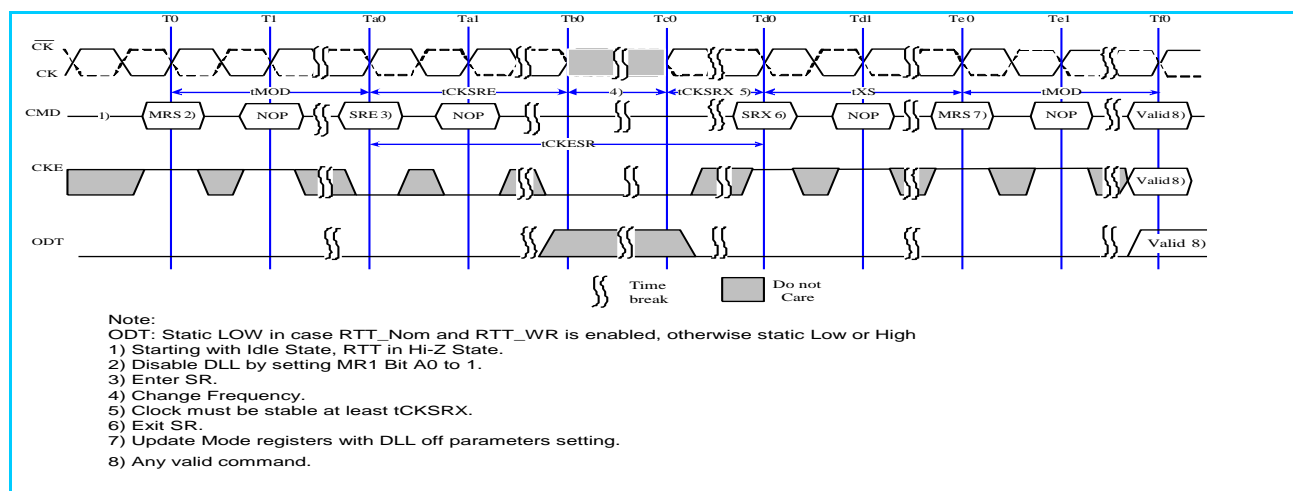 T0 T1 Ta0 Ta1 Tb0 Tc0 Td0 Td1 Te0 Te1 Tf0
CK
CK
tMOD tCKSRE 4) tCKSRX 5) tXS tMOD
CMD 1) MRS 2) NOP SRE 3) NOP SRX 6) NOP MRS 7) NOP Valid 8)
tCKESR
CKE Valid 8)
ODT Valid 8)
Time break
Do not Care
Note:
ODT: Static LOW in case RTT_Nom and RTT_WR is enabled, otherwise static Low or High
1) Starting with Idle State, RTT in Hi-Z State.
2) Disable DLL by setting MR1 Bit A0 to 1.
3) Enter SR.
4) Change Frequency.
5) Clock must be stable at least tCKSRX.
6) Exit SR.
7) Update Mode registers with DLL off parameters setting.
8) Any valid command.